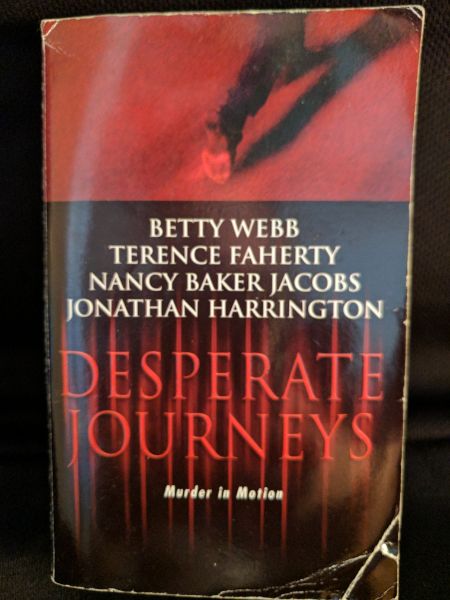 BETTY WEBB
TERENCE FAHERTY
NANCY BAKER JACOBS
JONATHAN HARRINGTON
DESPERATE
JOURNEYS
Murder in Motion